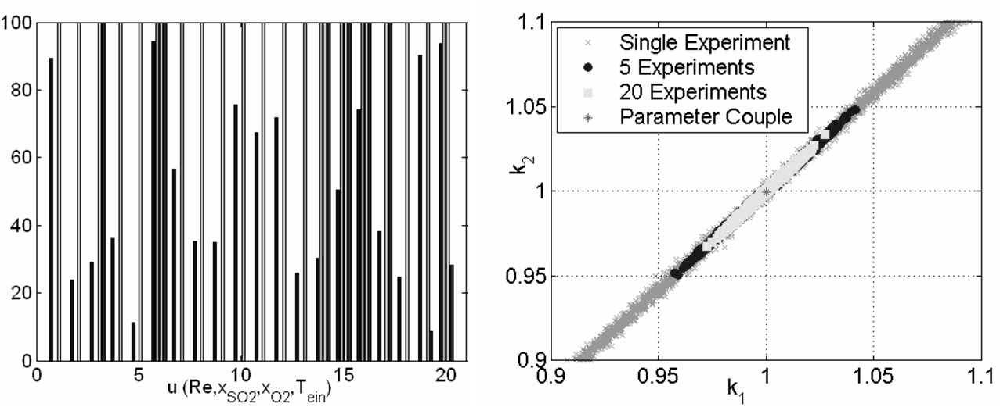 100
80
60
40
20
0
0 5 10 15 20
u (Re,x_SO2,x_O2,T_ein)
1.1
1.05
1
0.95
0.9
k_2
Single Experiment
5 Experiments
20 Experiments
Parameter Couple
0.9 0.95 1 1.05 1.1
k_1